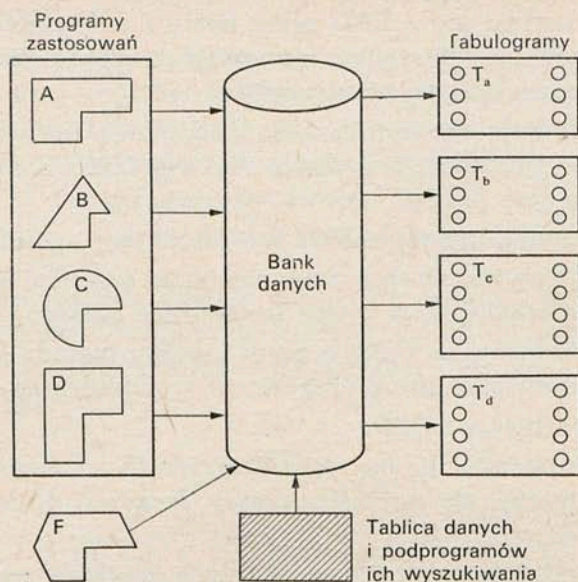 Programy
zastosowań
Tabulogramy
A
B
C
D
F
Bank
danych
Ta
Tb
Tc
Td
Tablica danych
i podprogramów
ich wyszukiwania